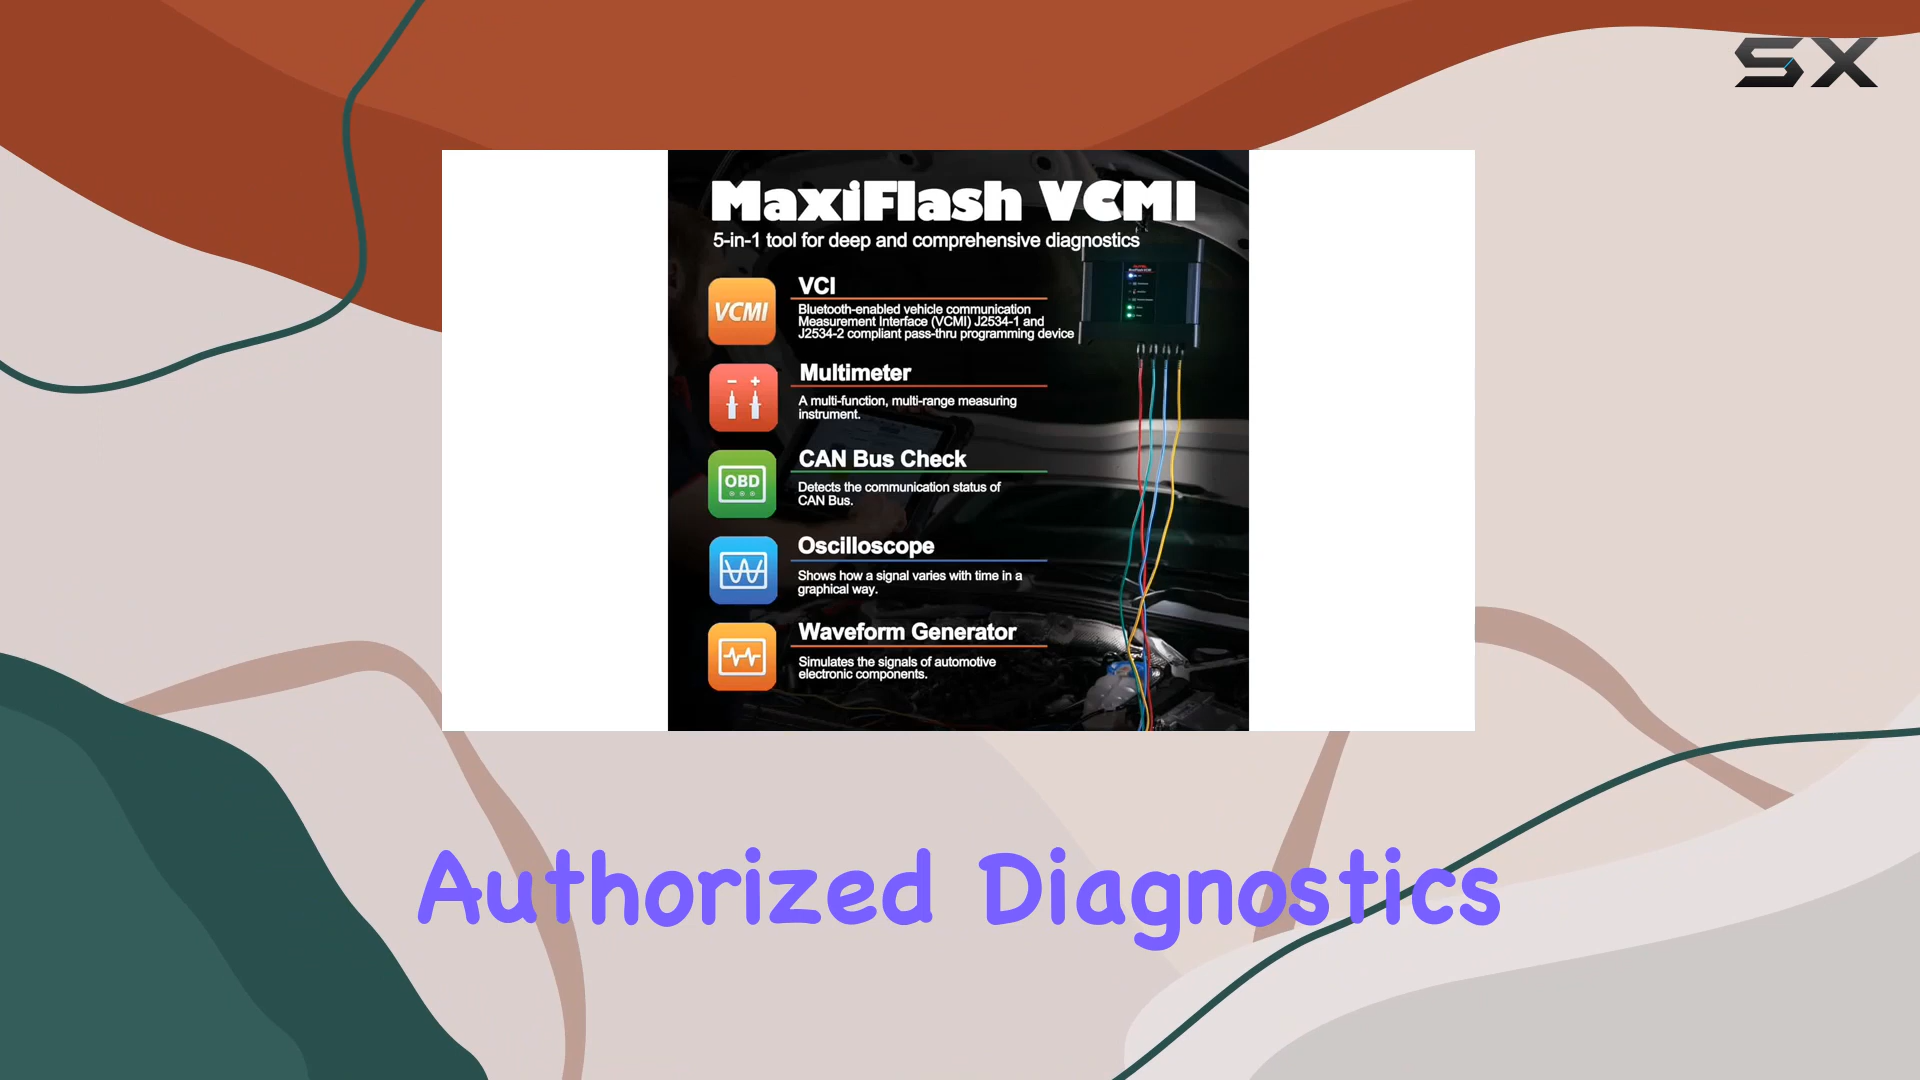 SX
MaxiFlash VCMI
5-in-1 tool for deep and comprehensive diagnostics
VCMI
VCI
Bluetooth-enabled vehicle communication
Measurement Interface (VCMI) J2534-1 and
J2534-2 compliant pass-thru programming device
Multimeter
A multi-function, multi-range measuring
instrument.
OBD
CAN Bus Check
Detects the communication status of
CAN Bus.
Oscilloscope
Shows how a signal varies with time in a
graphical way.
Waveform Generator
Simulates the signals of automotive
electronic components.
Authorized Diagnostics